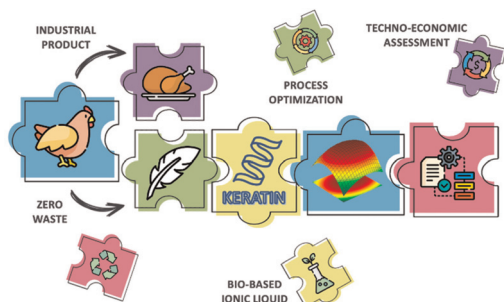 INDUSTRIAL
PRODUCT
TECHNO-ECONOMIC
ASSESSMENT
PROCESS
OPTIMIZATION
KERATIN
ZERO
WASTE
BIO-BASED
IONIC LIQUID